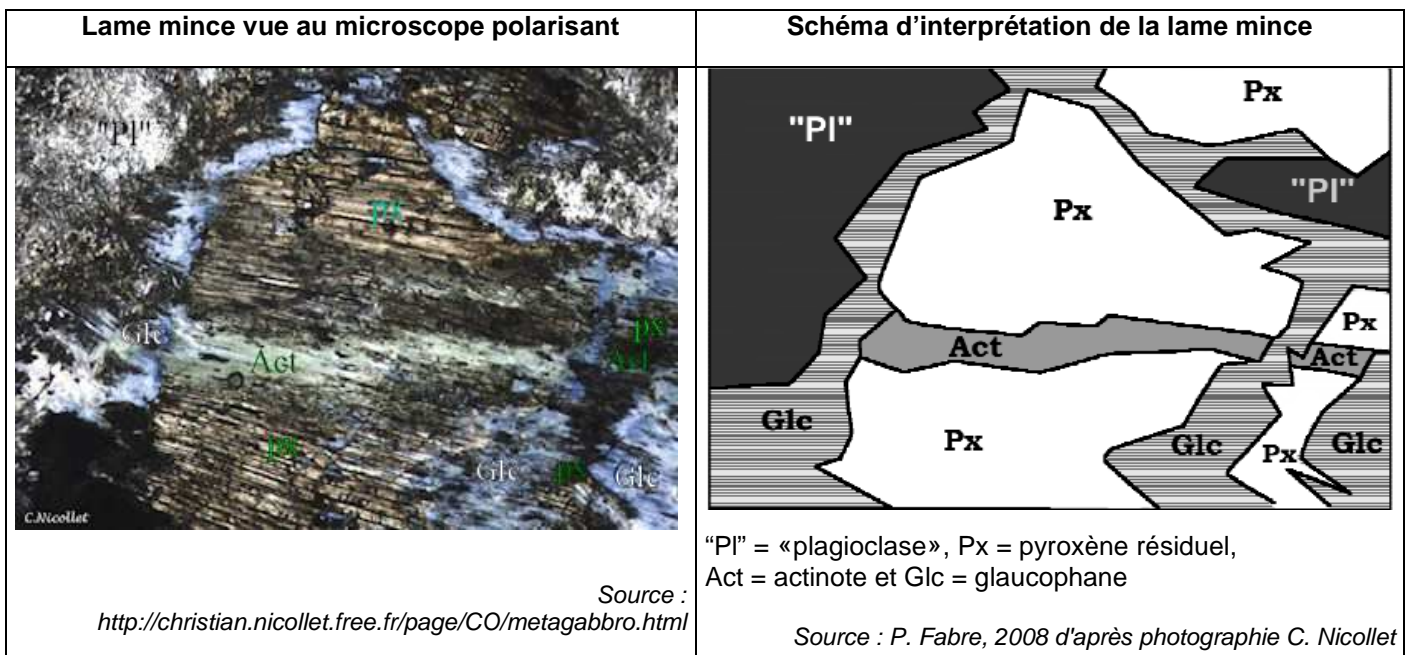 Lame mince vue au microscope polarisant
Schéma d’interprétation de la lame mince
"Pl"
px
Glc
Act
px
Act
px
Glc
px
Glc
C.Nicollet
Source :
http://christian.nicollet.free.fr/page/CO/metagabbro.html
"Pl"
Px
"Pl"
Px
Px
Act
Act
Glc
Px
Glc
Px
Glc
“Pl” = «plagioclase», Px = pyroxène résiduel,
Act = actinote et Glc = glaucophane
Source : P. Fabre, 2008 d'après photographie C. Nicollet